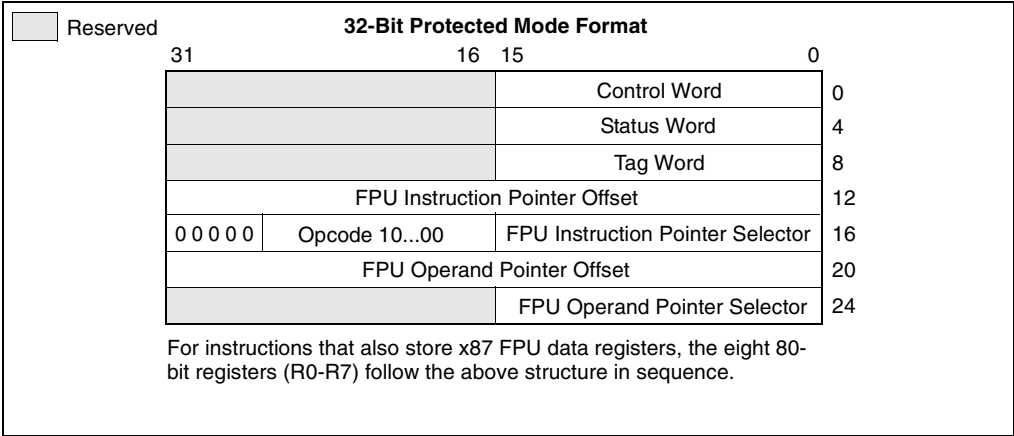 Reserved
32-Bit Protected Mode Format
31 16 15 0
Control Word 0
Status Word 4
Tag Word 8
FPU Instruction Pointer Offset 12
0 0 0 0 0 Opcode 10...00 FPU Instruction Pointer Selector 16
FPU Operand Pointer Offset 20
FPU Operand Pointer Selector 24
For instructions that also store x87 FPU data registers, the eight 80-
bit registers (R0-R7) follow the above structure in sequence.